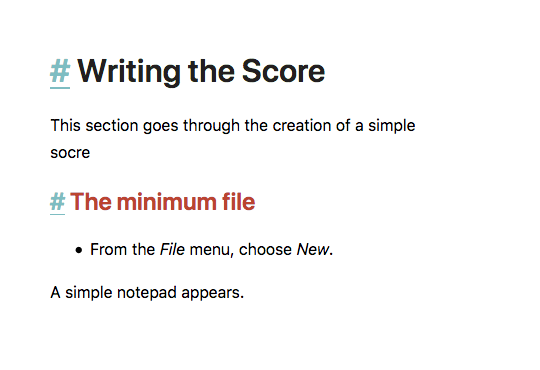 # Writing the Score
This section goes through the creation of a simple
socre
# The minimum file
• From the File menu, choose New.
A simple notepad appears.